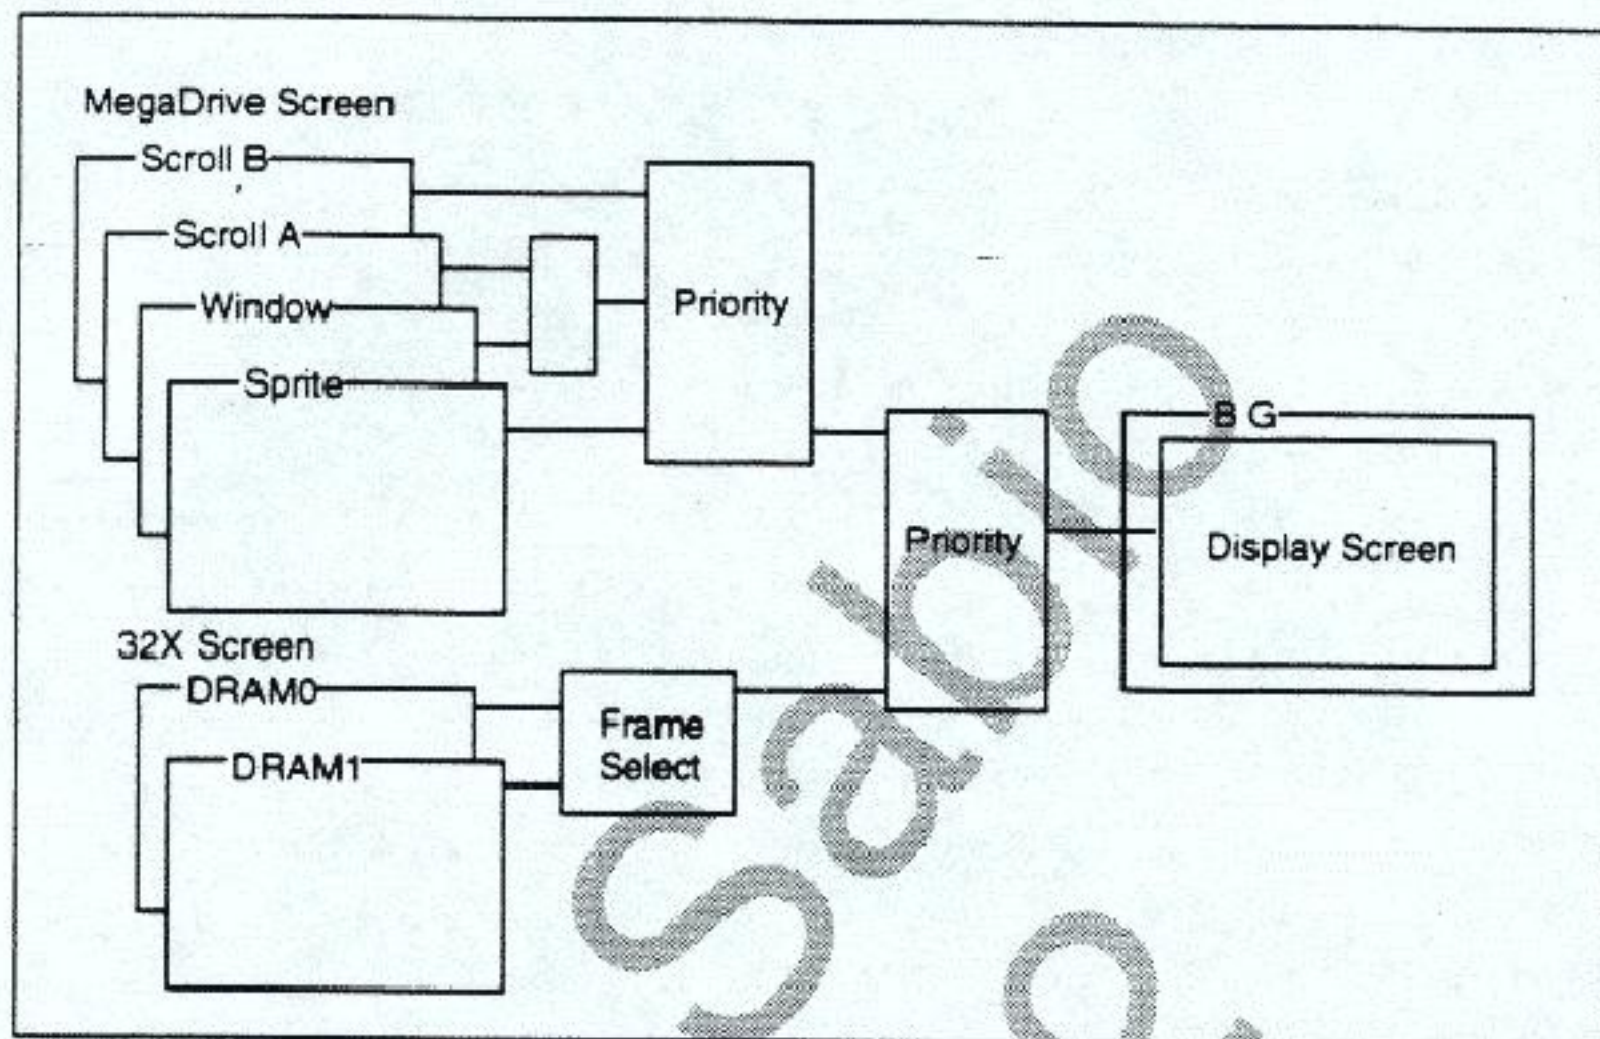 MegaDrive Screen
Scroll B
Scroll A
Window
Sprite
Priority
32X Screen
DRAM0
DRAM1
Frame
Select
Priority
B G
Display Screen